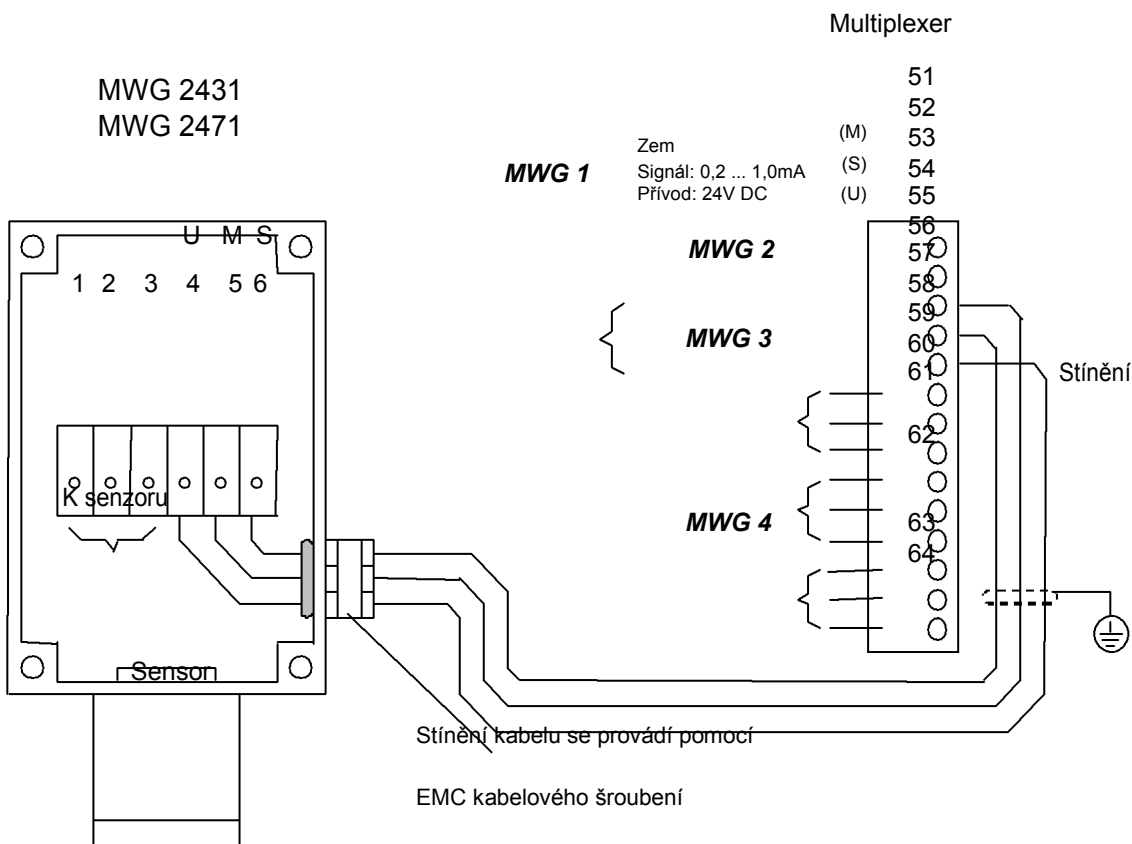 Multiplexer
MWG 2431
MWG 2471
51
52
(M) 53
Zem
MWG 1 Signál: 0,2 ... 1,0mA (S) 54
Přívod: 24V DC (U) 55
56
MWG 2 57
58
59
MWG 3 60
61
Stínění
62
MWG 4 63
64
U M S
1 2 3 4 5 6
K senzoru
Sensor
Stínění kabelu se provádí pomocí
EMC kabelového šroubení